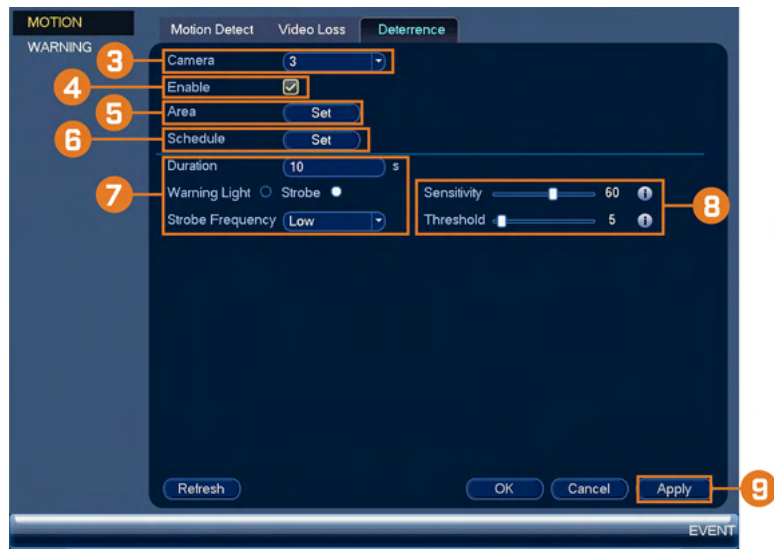 MOTION
WARNING
Motion Detect Video Loss Deterrence
3 Camera 3
4 Enable
5 Area Set
6 Schedule Set
Duration 10 s
7 Warning Light Strobe Sensitivity 60 8
Strobe Frequency Low Threshold 5
Refresh OK Cancel Apply 9
EVENT